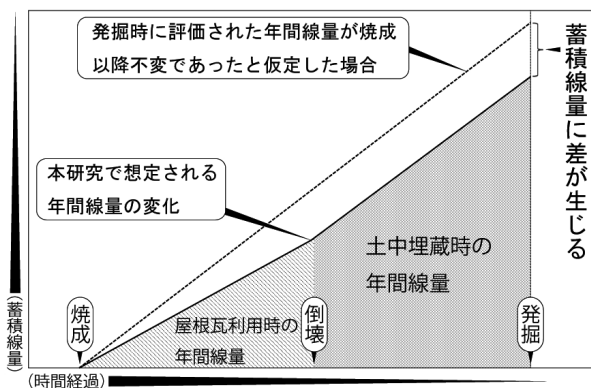 発掘時に評価された年間線量が焼成
以降不変であったと仮定した場合
蓄積線量に差が生じる
本研究で想定される
年間線量の変化
土中埋蔵時の
年間線量
屋根瓦利用時の
年間線量
焼成
倒壊
発掘
(蓄積線量)
(時間経過)